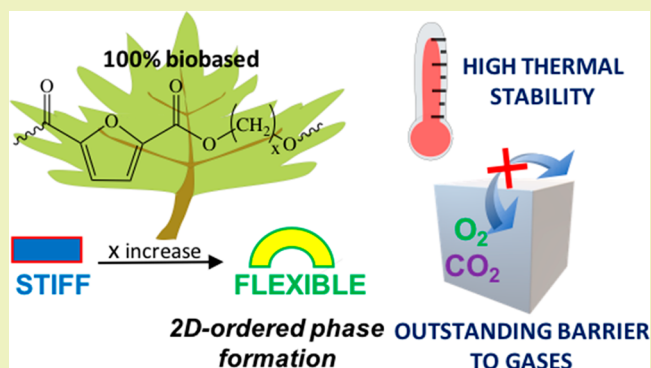 100% biobased
O
O
O
O
(CH₂)ₓ
O
HIGH THERMAL
STABILITY
STIFF
x increase
FLEXIBLE
2D-ordered phase
formation
O₂
CO₂
OUTSTANDING BARRIER
TO GASES